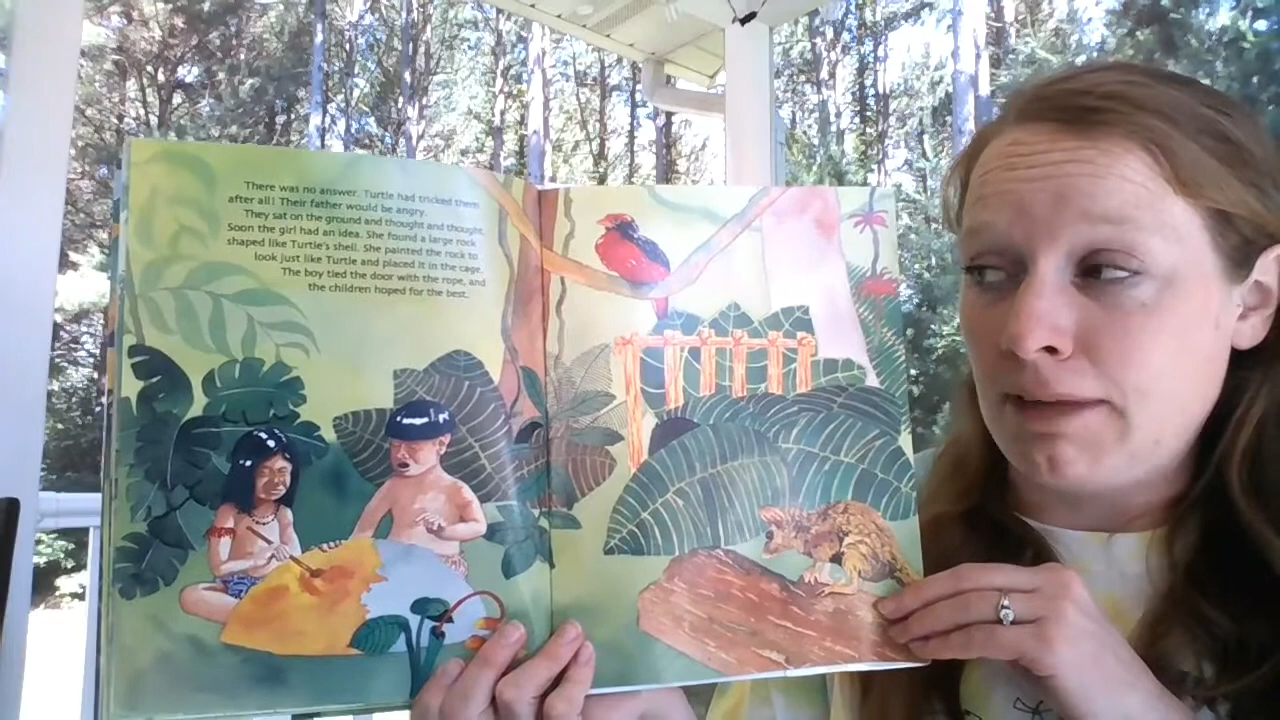 There was no answer. Turtle had tricked them
after all! Their father would be angry.
They sat on the ground and thought and thought.
Soon the girl had an idea. She found a large rock
shaped like Turtle's shell. She painted the rock to
look just like Turtle and placed it in the cage.
The boy tied the door with the rope, and
the children hoped for the best.